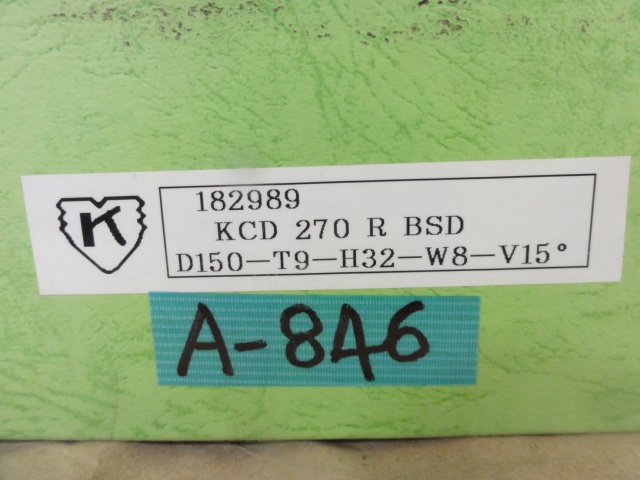 K
182989
KCD 270 R BSD
D150-T9-H32-W8-V15°
A-846